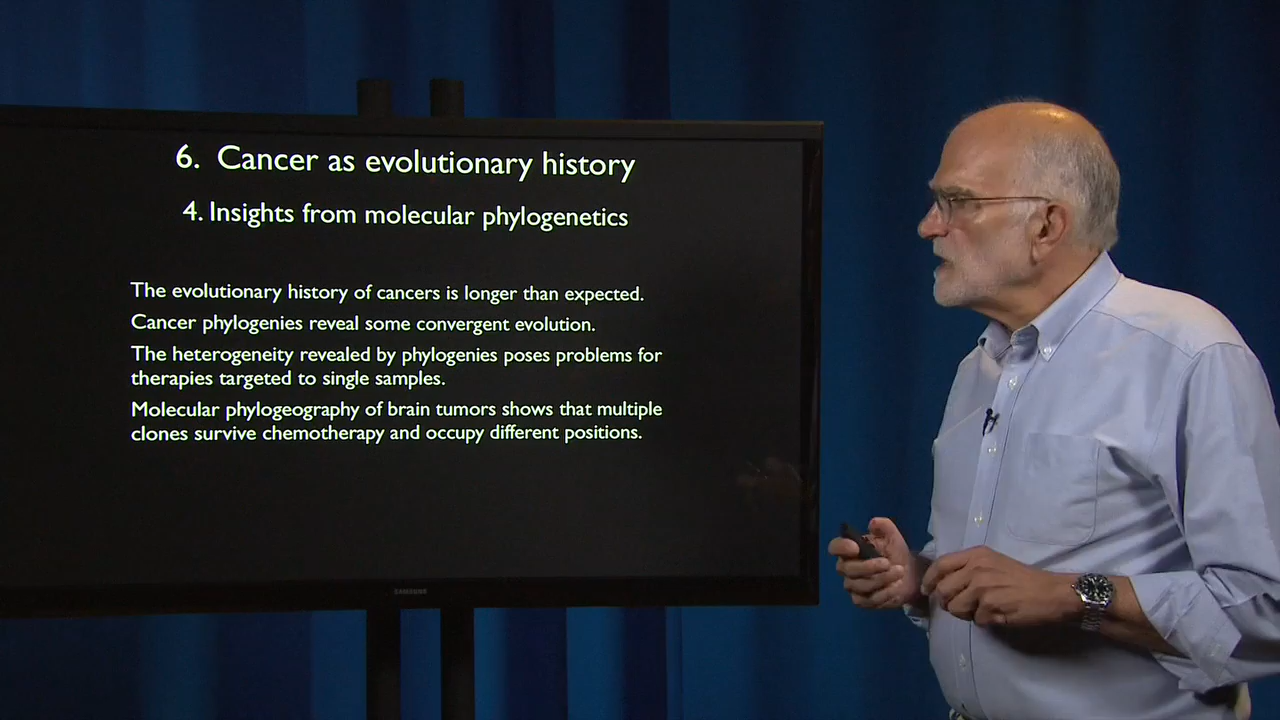 6. Cancer as evolutionary history
4. Insights from molecular phylogenetics
The evolutionary history of cancers is longer than expected.
Cancer phylogenies reveal some convergent evolution.
The heterogeneity revealed by phylogenies poses problems for
therapies targeted to single samples.
Molecular phylogeography of brain tumors shows that multiple
clones survive chemotherapy and occupy different positions.
SAMSUNG